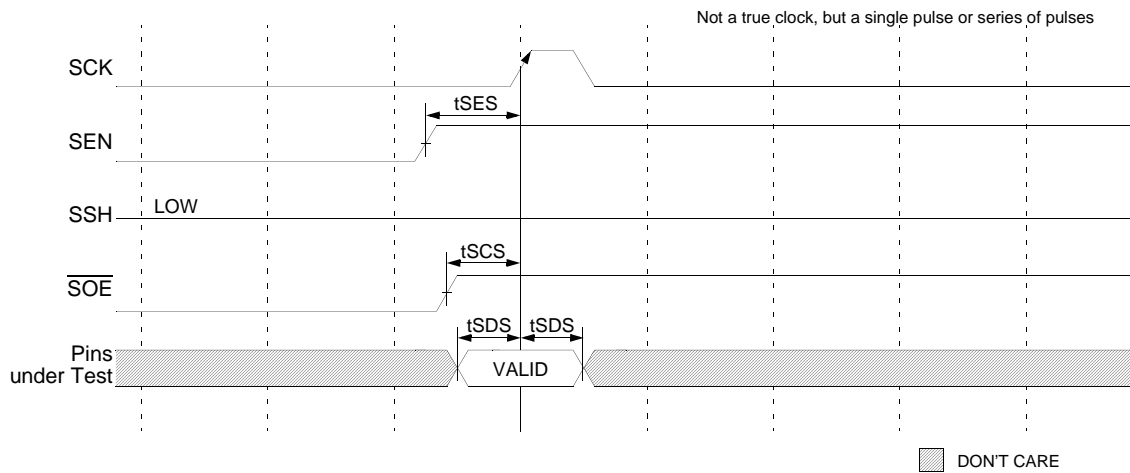 Not a true clock, but a single pulse or series of pulses
SCK
tSES
SEN
SSH
LOW
tSCS
SOE
tSDS
tSDS
Pins
under Test
VALID
DON'T CARE